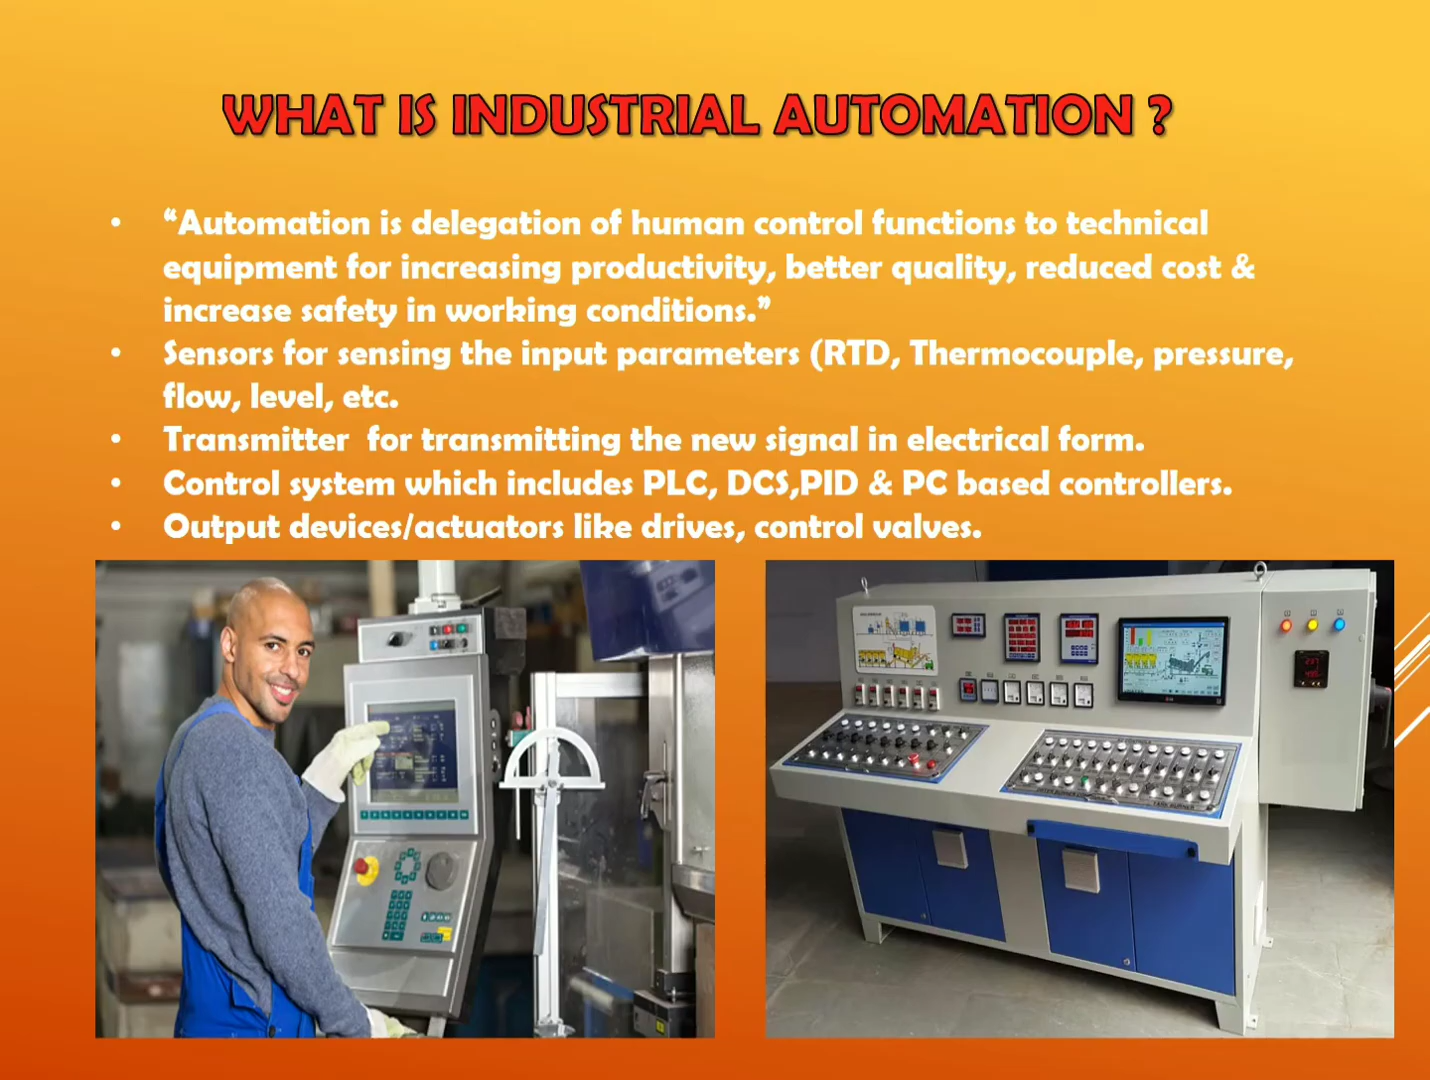 WHAT IS INDUSTRIAL AUTOMATION ?
• “Automation is delegation of human control functions to technical
equipment for increasing productivity, better quality, reduced cost &
increase safety in working conditions.”
• Sensors for sensing the input parameters (RTD, Thermocouple, pressure,
flow, level, etc.
• Transmitter  for transmitting the new signal in electrical form.
• Control system which includes PLC, DCS,PID & PC based controllers.
• Output devices/actuators like drives, control valves.